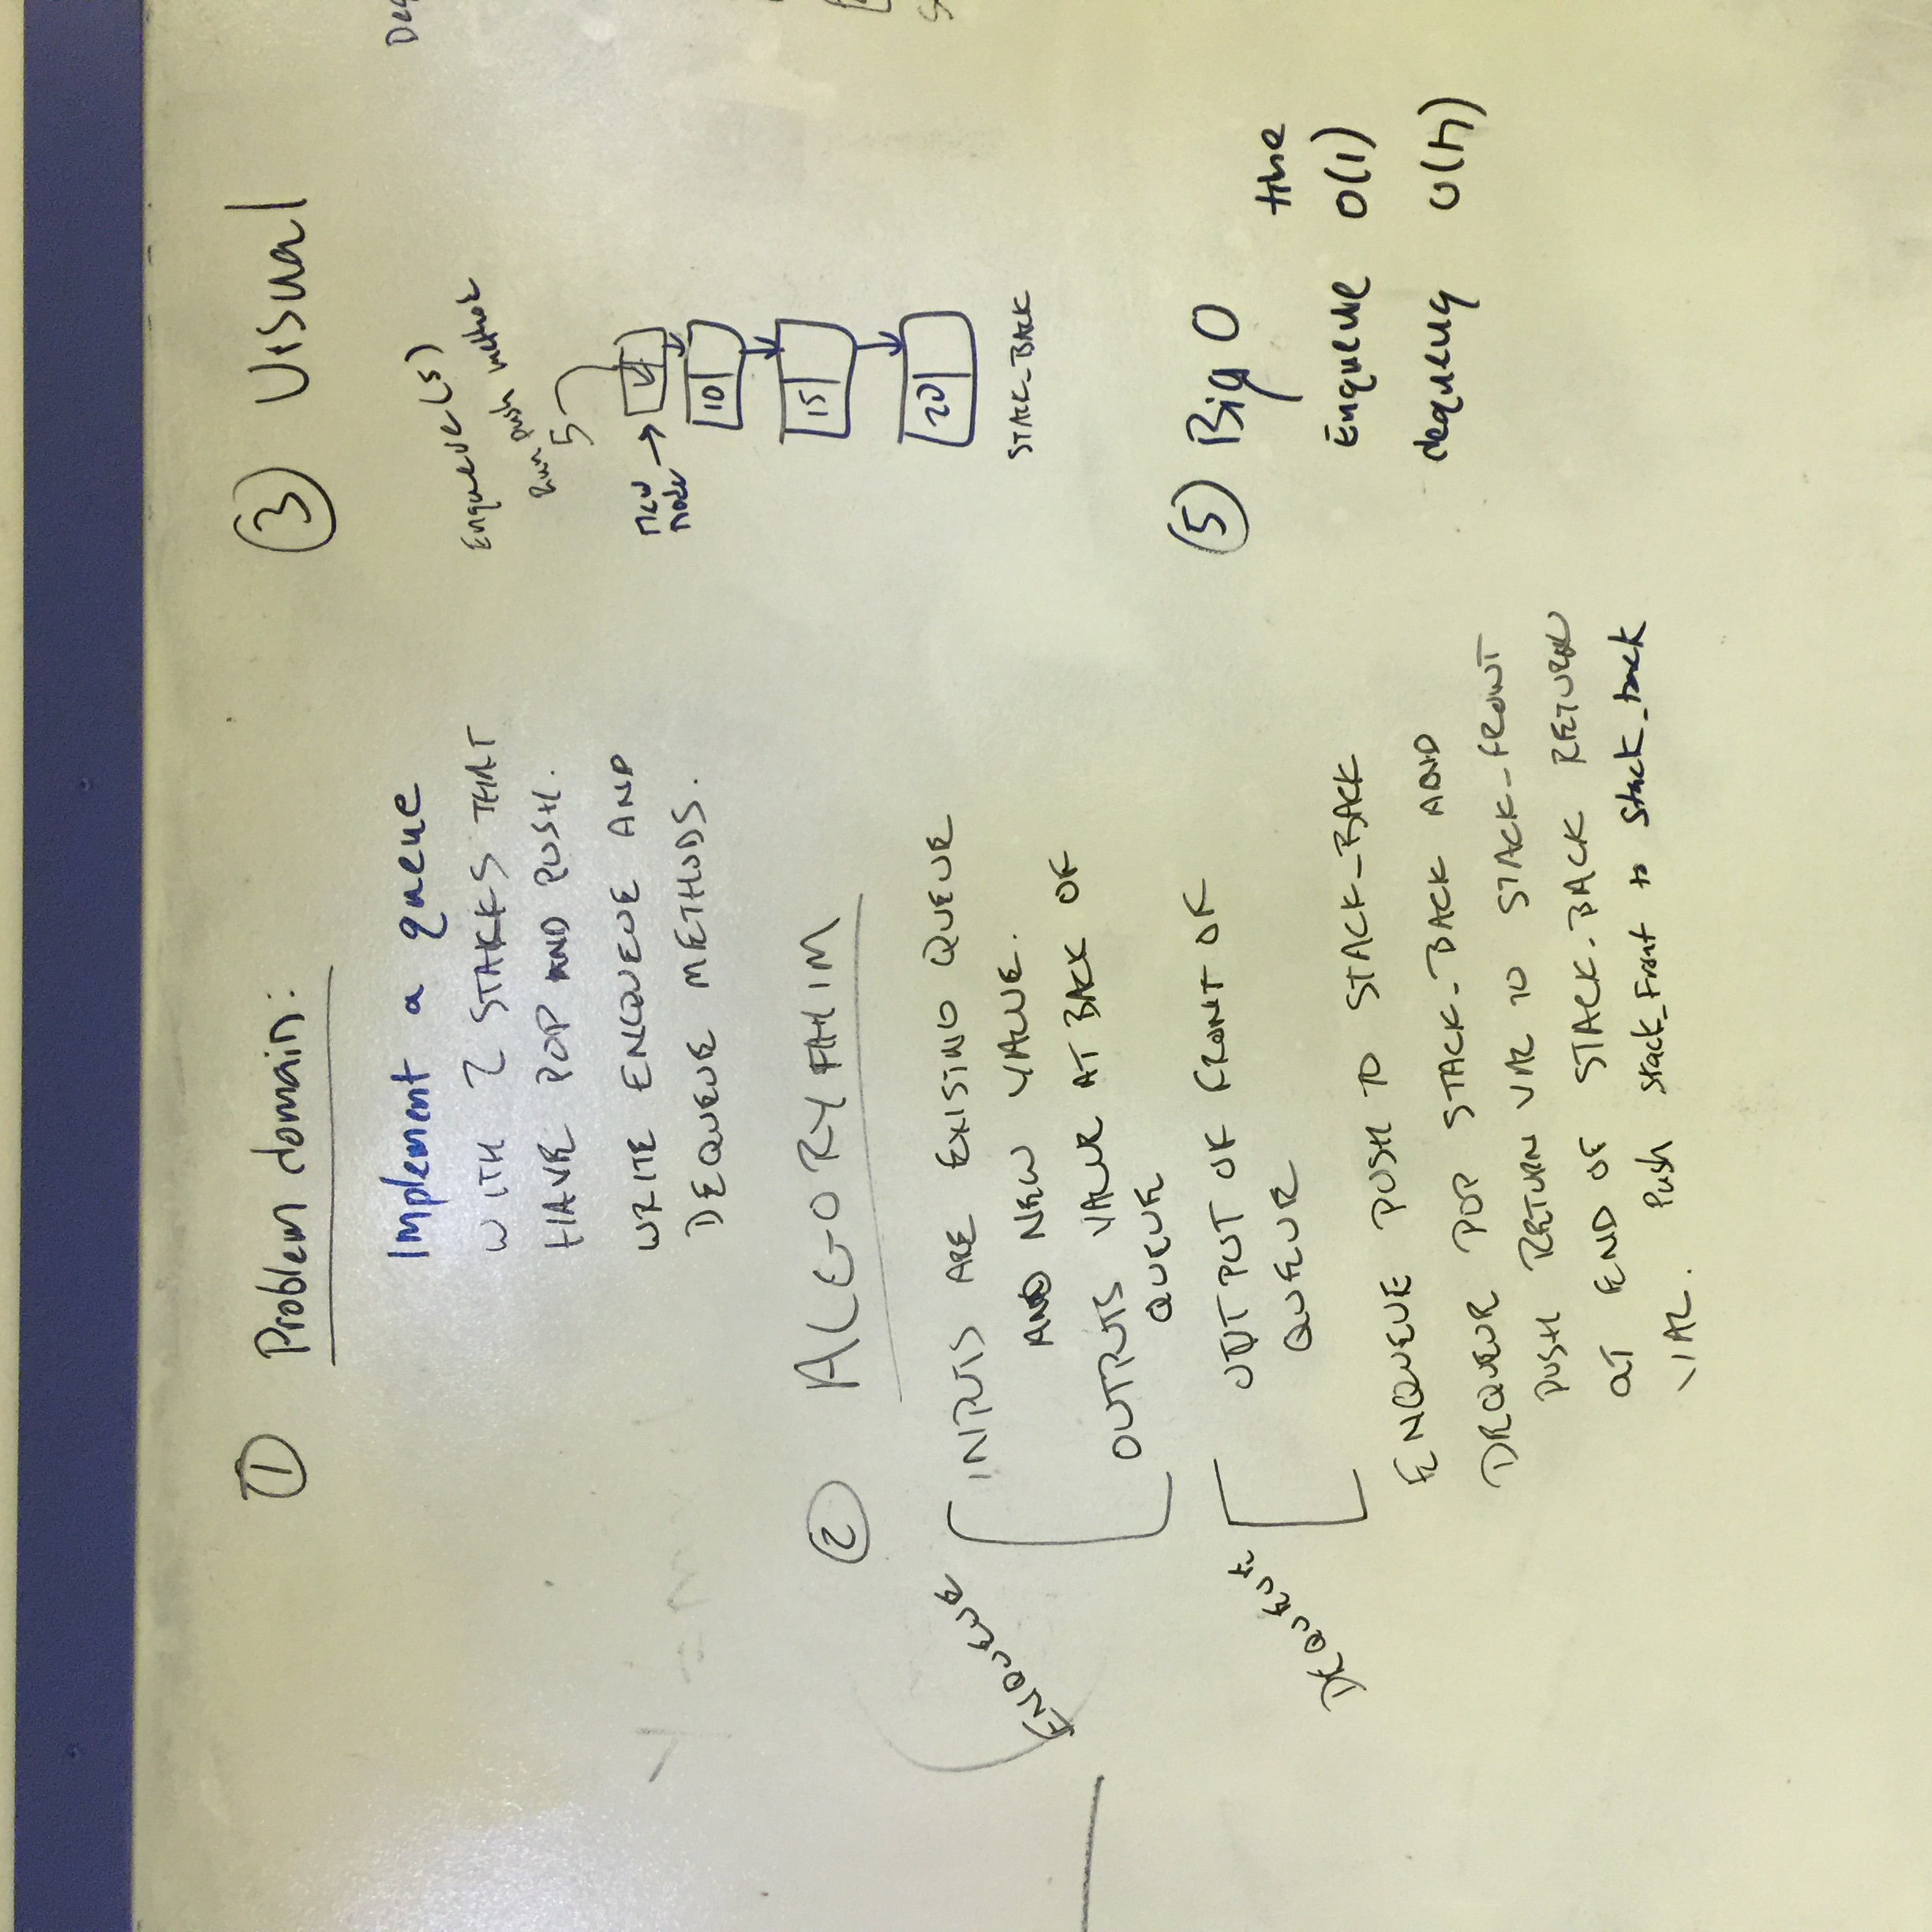 ① Problem domain:
Implement a queue
WITH 2 STAKKS THAT
HAVE POP AND PUSH.
WRITE ENQUEUE AND
DEQUEUE METHODS.
② ALGORYTHIM
ENQUEUE
INPUTS ARE EXISTING QUEUE
AND NEW VALUE.
OUTPUTS VALUE AT BACK OF
QUEUE
DEQUEUE
OUTPUT OF FRONT OF
QUEUE
ENQUEUE PUSH TO STACK_BACK
DEQUEUE POP STACK_BACK AND
PUSH RETURN VAL TO STACK_FRONT
AT END OF STACK_BACK RETURN
VAL. Push Stack_Front to Stack_back
③ Visual
Enqueue(5)
Run push method
5
New
node
10
15
20
STACK_BACK
Deq
⑤ Big O
time
Enqueue O(1)
dequeue O(n)